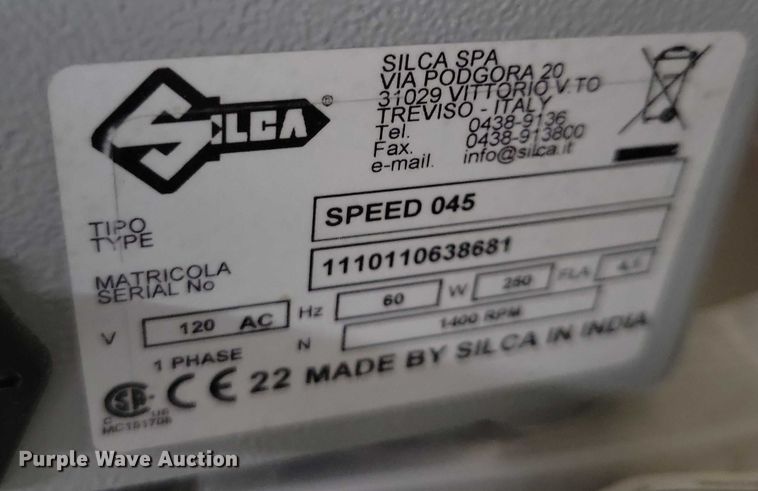 SILCA ®
SILCA SPA
VIA PODGORA 20
31029 VITTORIO V.TO
TREVISO - ITALY
Tel. 0438-9136
Fax. 0438-913800
e-mail. info@silca.it
TIPO
TYPE SPEED 045
MATRICOLA
SERIAL No 1110110638681
V 120 AC Hz 60 W 250 FLA
1 PHASE N 1400 RPM
C US CE 22 MADE BY SILCA IN INDIA
Purple Wave Auction